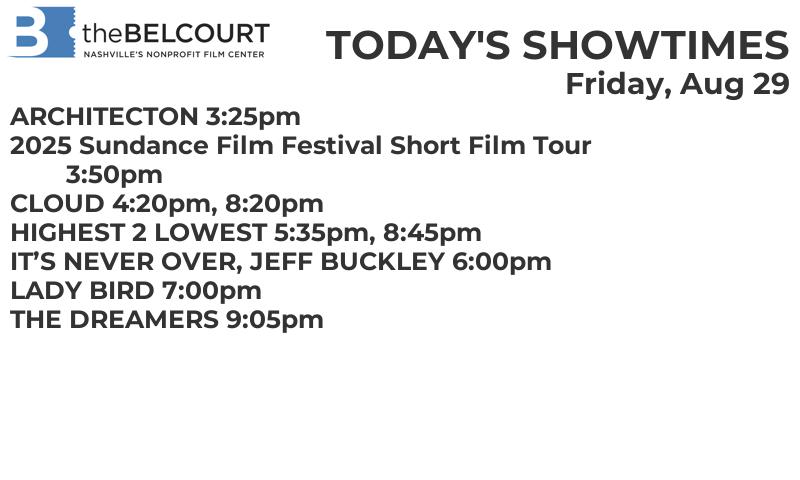 B theBELCOURT
NASHVILLE'S NONPROFIT FILM CENTER
TODAY'S SHOWTIMES
Friday, Aug 29
ARCHITECTON 3:25pm
2025 Sundance Film Festival Short Film Tour
3:50pm
CLOUD 4:20pm, 8:20pm
HIGHEST 2 LOWEST 5:35pm, 8:45pm
IT’S NEVER OVER, JEFF BUCKLEY 6:00pm
LADY BIRD 7:00pm
THE DREAMERS 9:05pm